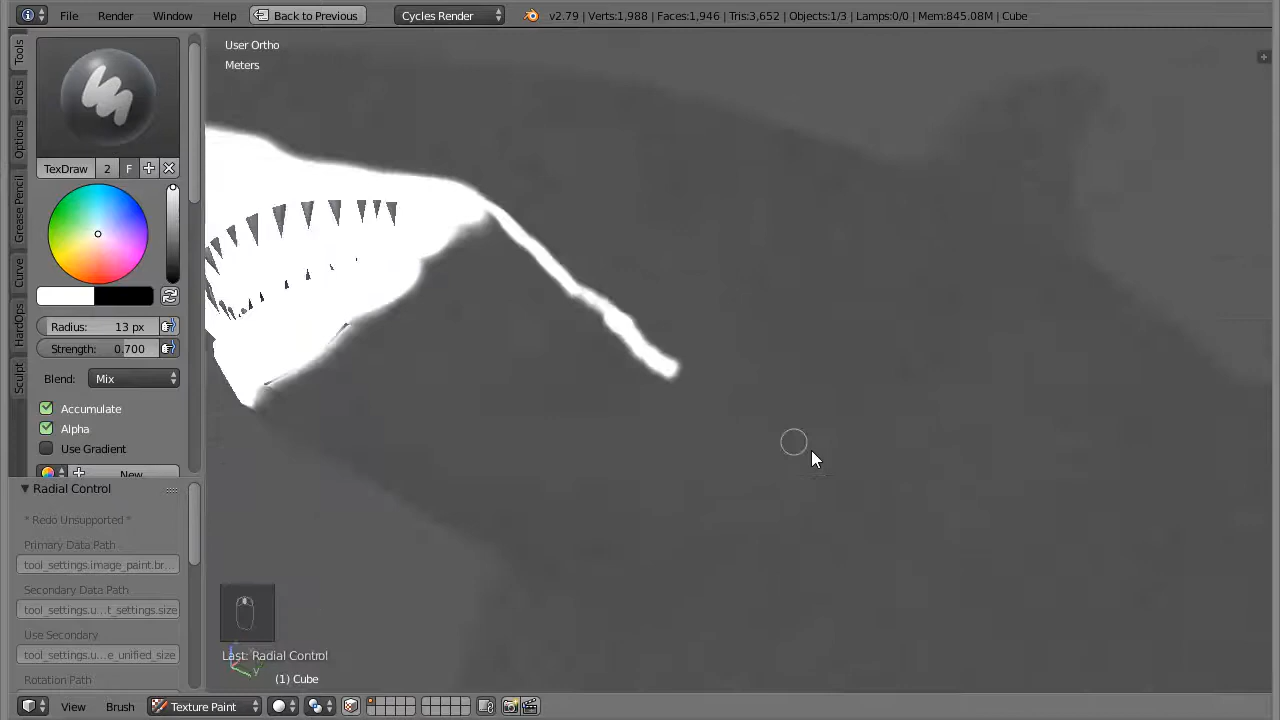 File Render Window Help Back to Previous Cycles Render v2.79 | Verts:1,988 | Faces:1,946 | Tris:3,652 | Objects:1/3 | Lamps:0/0 | Mem:845.08M | Cube
User Ortho
Meters
Tools
Slots
Options
Grease Pencil
Curve
HardOps
Sculpt
TexDraw 2 F
Radius: 13 px
Strength: 0.700
Blend: Mix
Accumulate
Alpha
Use Gradient
New
Radial Control
* Redo Unsupported *
Primary Data Path
tool_settings.image_paint.br...
Secondary Data Path
tool_settings.u...t_settings.size
Use Secondary
tool_settings.u...e_unified_size
Rotation Path
Last: Radial Control
(1) Cube
View Brush Texture Paint